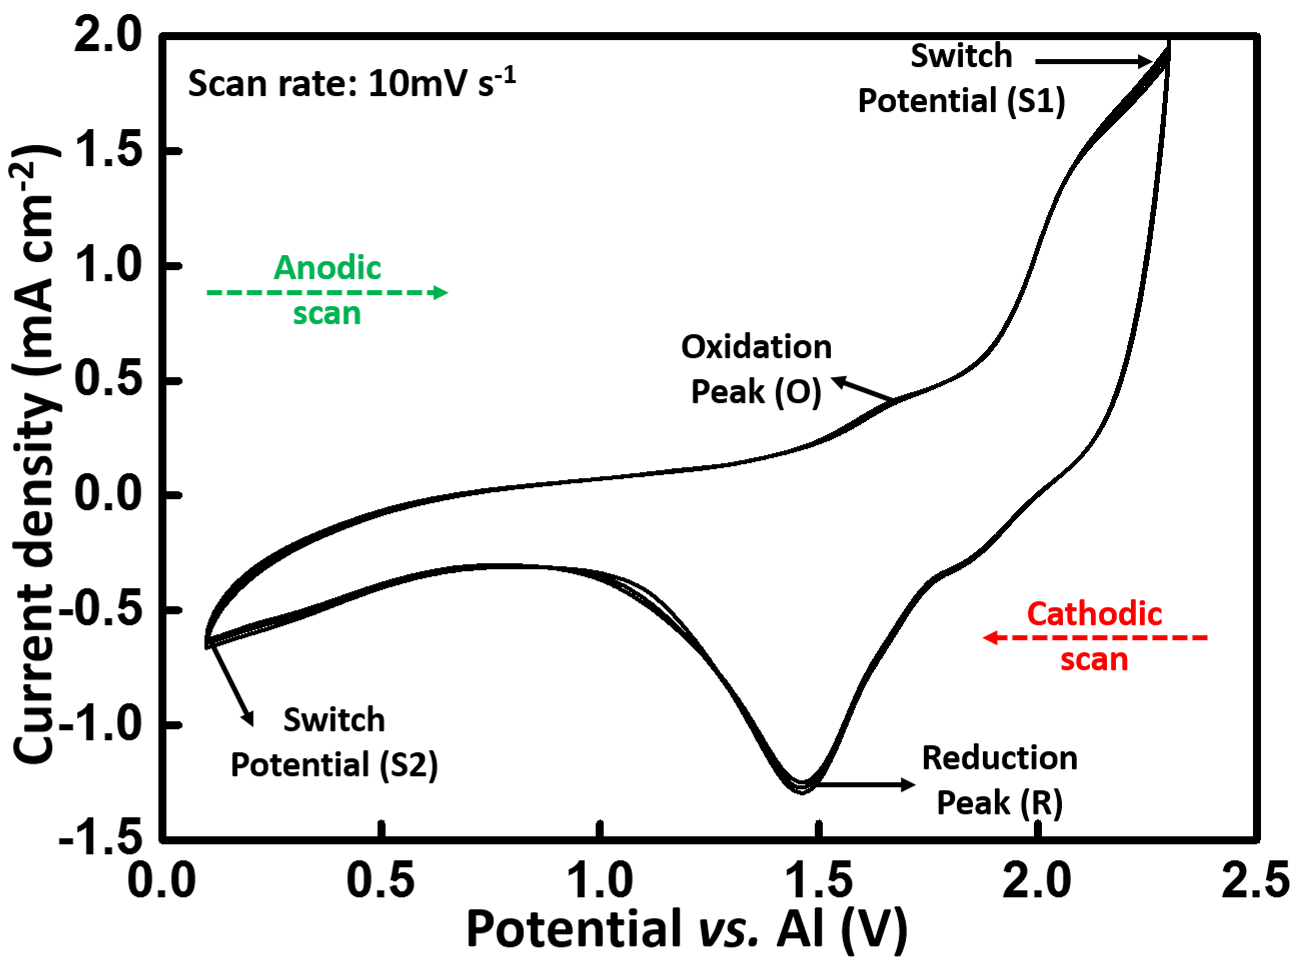 Scan rate: 10mV s-1
Switch
Potential (S1)
Anodic
scan
Oxidation
Peak (O)
Cathodic
scan
Switch
Potential (S2)
Reduction
Peak (R)
Current density (mA cm-2)
2.0
1.5
1.0
0.5
0.0
-0.5
-1.0
-1.5
0.0 0.5 1.0 1.5 2.0 2.5
Potential vs. Al (V)